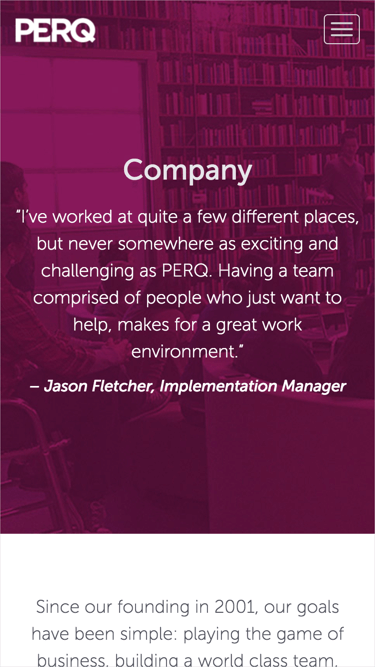 PERQ
Company
“I’ve worked at quite a few different places,
but never somewhere as exciting and
challenging as PERQ. Having a team
comprised of people who just want to
help, makes for a great work
environment.”
– Jason Fletcher, Implementation Manager
Since our founding in 2001, our goals
have been simple: playing the game of
business, building a world class team,